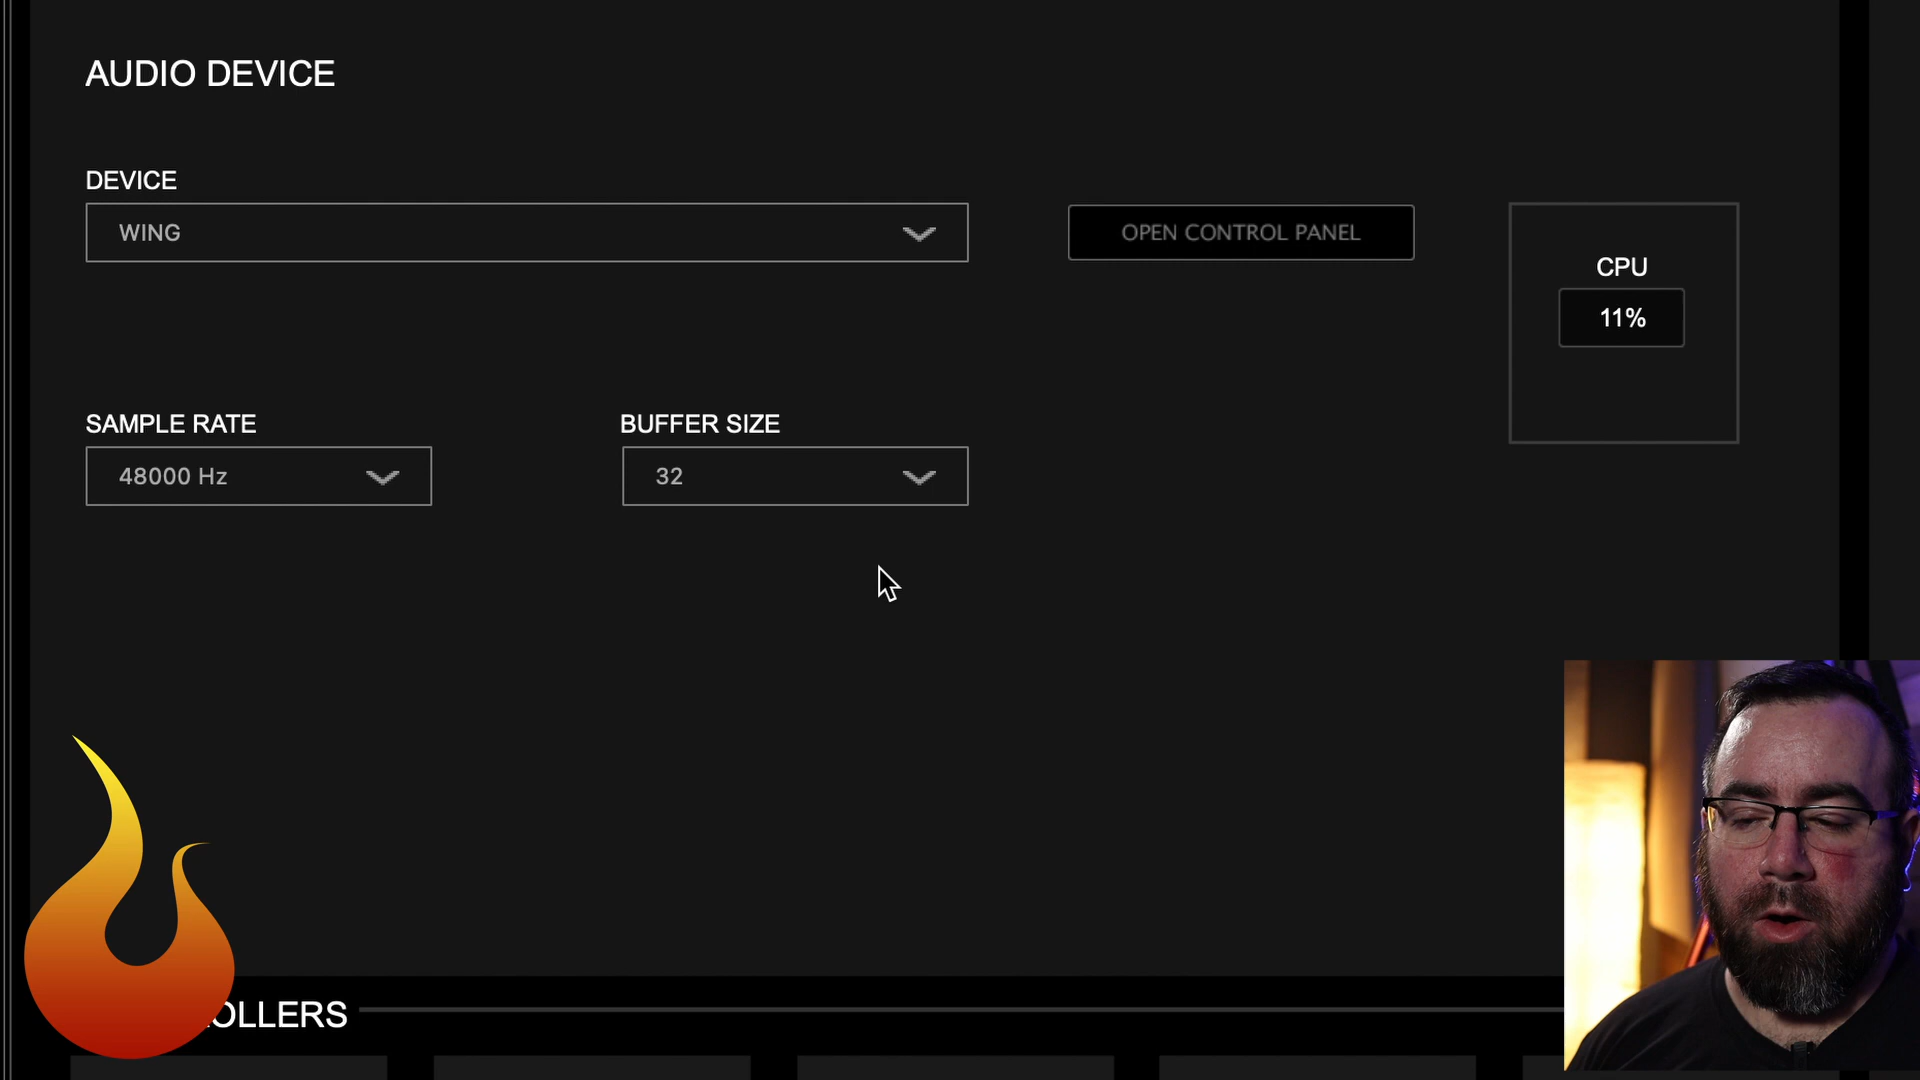 AUDIO DEVICE
DEVICE
WING
OPEN CONTROL PANEL
CPU
11%
SAMPLE RATE
BUFFER SIZE
48000 Hz
32
OLLERS